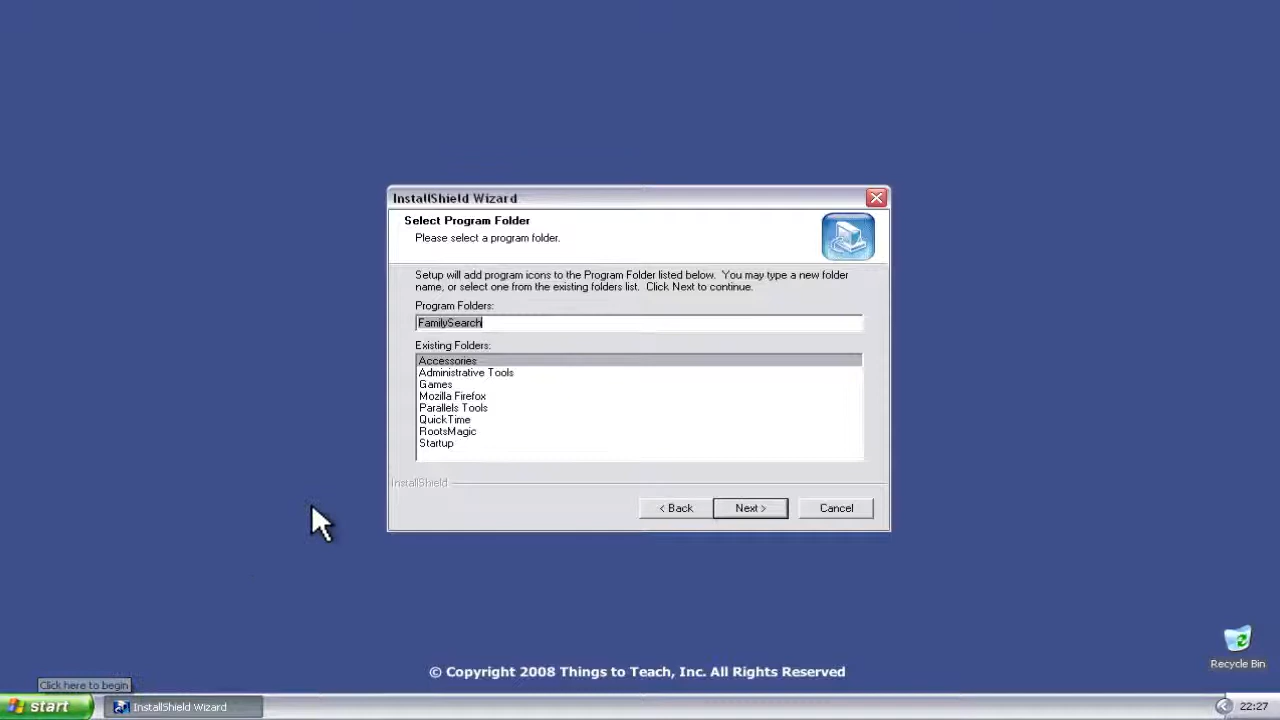 InstallShield Wizard
Select Program Folder
Please select a program folder.
Setup will add program icons to the Program Folder listed below. You may type a new folder
name, or select one from the existing folders list. Click Next to continue.
Program Folders:
FamilySearch
Existing Folders:
Accessories
Administrative Tools
Games
Mozilla Firefox
Parallels Tools
QuickTime
RootsMagic
Startup
InstallShield
< Back
Next >
Cancel
Recycle Bin
© Copyright 2008 Things to Teach, Inc. All Rights Reserved
Click here to begin
start
InstallShield Wizard
22:27